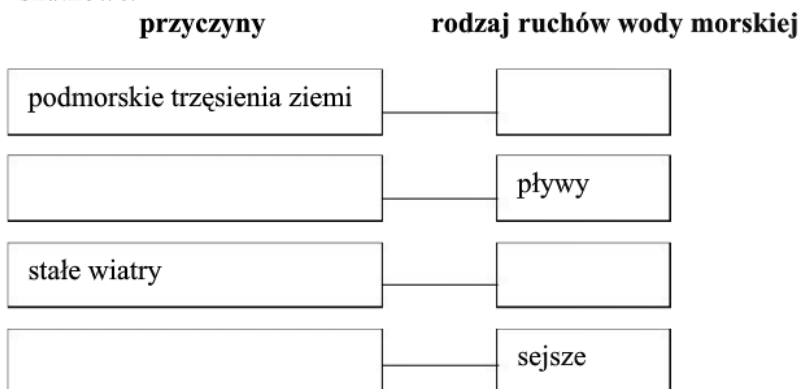 przyczyny rodzaj ruchów wody morskiej
podmorskie trzęsienia ziemi
pływy
stałe wiatry
sejsze